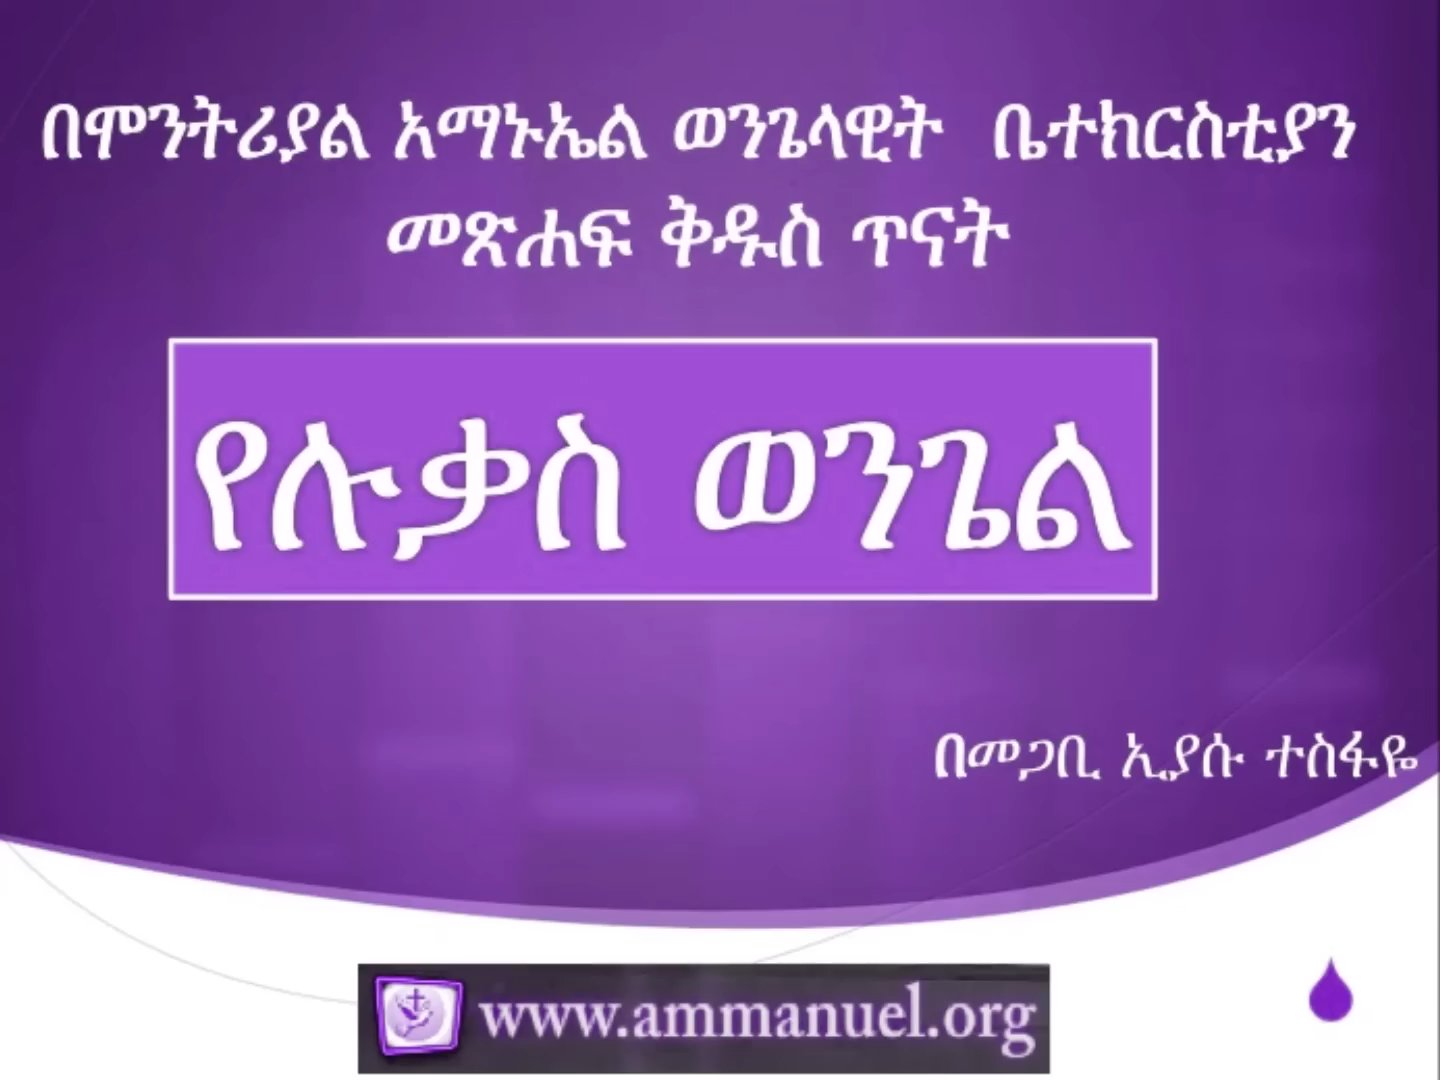 በሞንትሪያል አማኑኤል ወንጌላዊት ቤተክርስቲያን
መጽሐፍ ቅዱስ ጥናት
የሉቃስ ወንጌል
በመጋቢ ኢያሱ ተስፋዬ
www.ammanuel.org